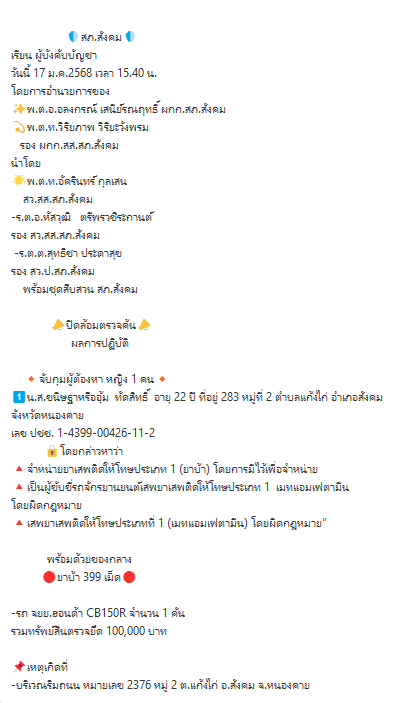 สภ.สังคม
เรียน ผู้บังคับบัญชา
วันนี้ 17 ม.ค.2568 เวลา 15.40 น.
โดยการอำนวยการของ
พ.ต.อ.อลงกรณ์ เสนีย์รณฤทธิ์ ผกก.สภ.สังคม
พ.ต.ท.วิริยภาพ วิริยะวังพรม
รอง ผกก.สส.สภ.สังคม
นำโดย
พ.ต.ท.อัครินทร์ กุลเสน
สว.สส.สภ.สังคม
-ร.ต.อ.หัสวุฒิ ตรีพรวชิระกานต์
รอง สว.สส.สภ.สังคม
-ร.ต.ต.สุทธิชา ประดาสุข
รอง สว.ป.สภ.สังคม
พร้อมชุดสืบสวน สภ.สังคม
ปิดล้อมตรวจค้น
ผลการปฏิบัติ
จับกุมผู้ต้องหา หญิง 1 คน
1 น.ส.ขนิษฐาหรืออุ้ม ทัดสิทธิ์ อายุ 22 ปี ที่อยู่ 283 หมู่ที่ 2 ตำบลแก้งไก่ อำเภอสังคม
จังหวัดหนองคาย
เลข ปชช. 1-4399-00426-11-2
โดยกล่าวหาว่า
จำหน่ายยาเสพติดให้โทษประเภท 1 (ยาบ้า) โดยการมีไว้เพื่อจำหน่าย
เป็นผู้ขับขี่รถจักรยานยนต์เสพยาเสพติดให้โทษประเภท 1 เมทแอมเฟตามีน
โดยผิดกฎหมาย
เสพยาเสพติดให้โทษประเภทที่ 1 (เมทแอมเฟตามีน) โดยผิดกฎหมาย”
พร้อมด้วยของกลาง
ยาบ้า 399 เม็ด
-รถ จยย.ฮอนด้า CB150R จำนวน 1 คัน
รวมทรัพย์สินตรวจยึด 100,000 บาท
เหตุเกิดที่
-บริเวณริมถนน หมายเลข 2376 หมู่ 2 ต.แก้งไก่ อ.สังคม จ.หนองคาย